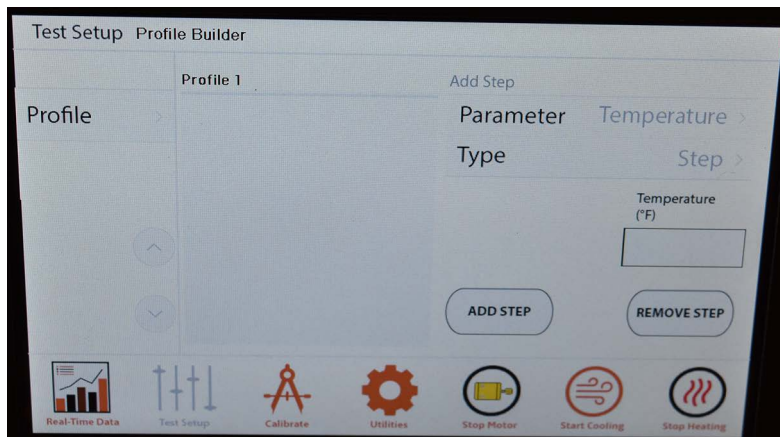 Test Setup Profile Builder
Profile
Profile 1
Add Step
Parameter Temperature
Type Step
Temperature
(°F)
ADD STEP
REMOVE STEP
Real-Time Data
Test Setup
Calibrate
Utilities
Stop Motor
Start Cooling
Stop Heating